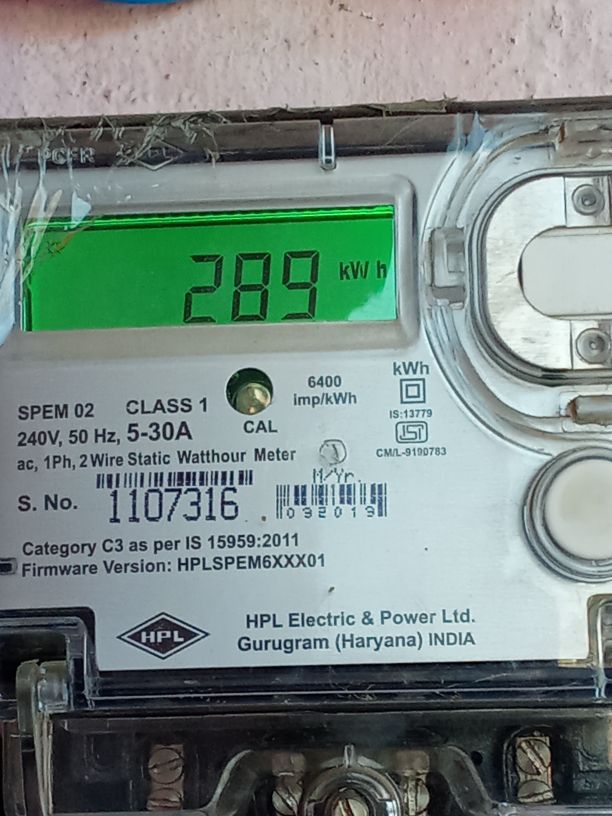 289 kWh
SPEM 02 CLASS 1
240V, 50 Hz, 5-30A
ac, 1Ph, 2 Wire Static Watthour Meter
CAL
6400
imp/kWh
kWh
IS:13779
ISI
CM/L-9190783
M/Yr.
S. No. 1107316
092019
Category C3 as per IS 15959:2011
Firmware Version: HPLSPEM6XXX01
HPL
HPL Electric & Power Ltd.
Gurugram (Haryana) INDIA